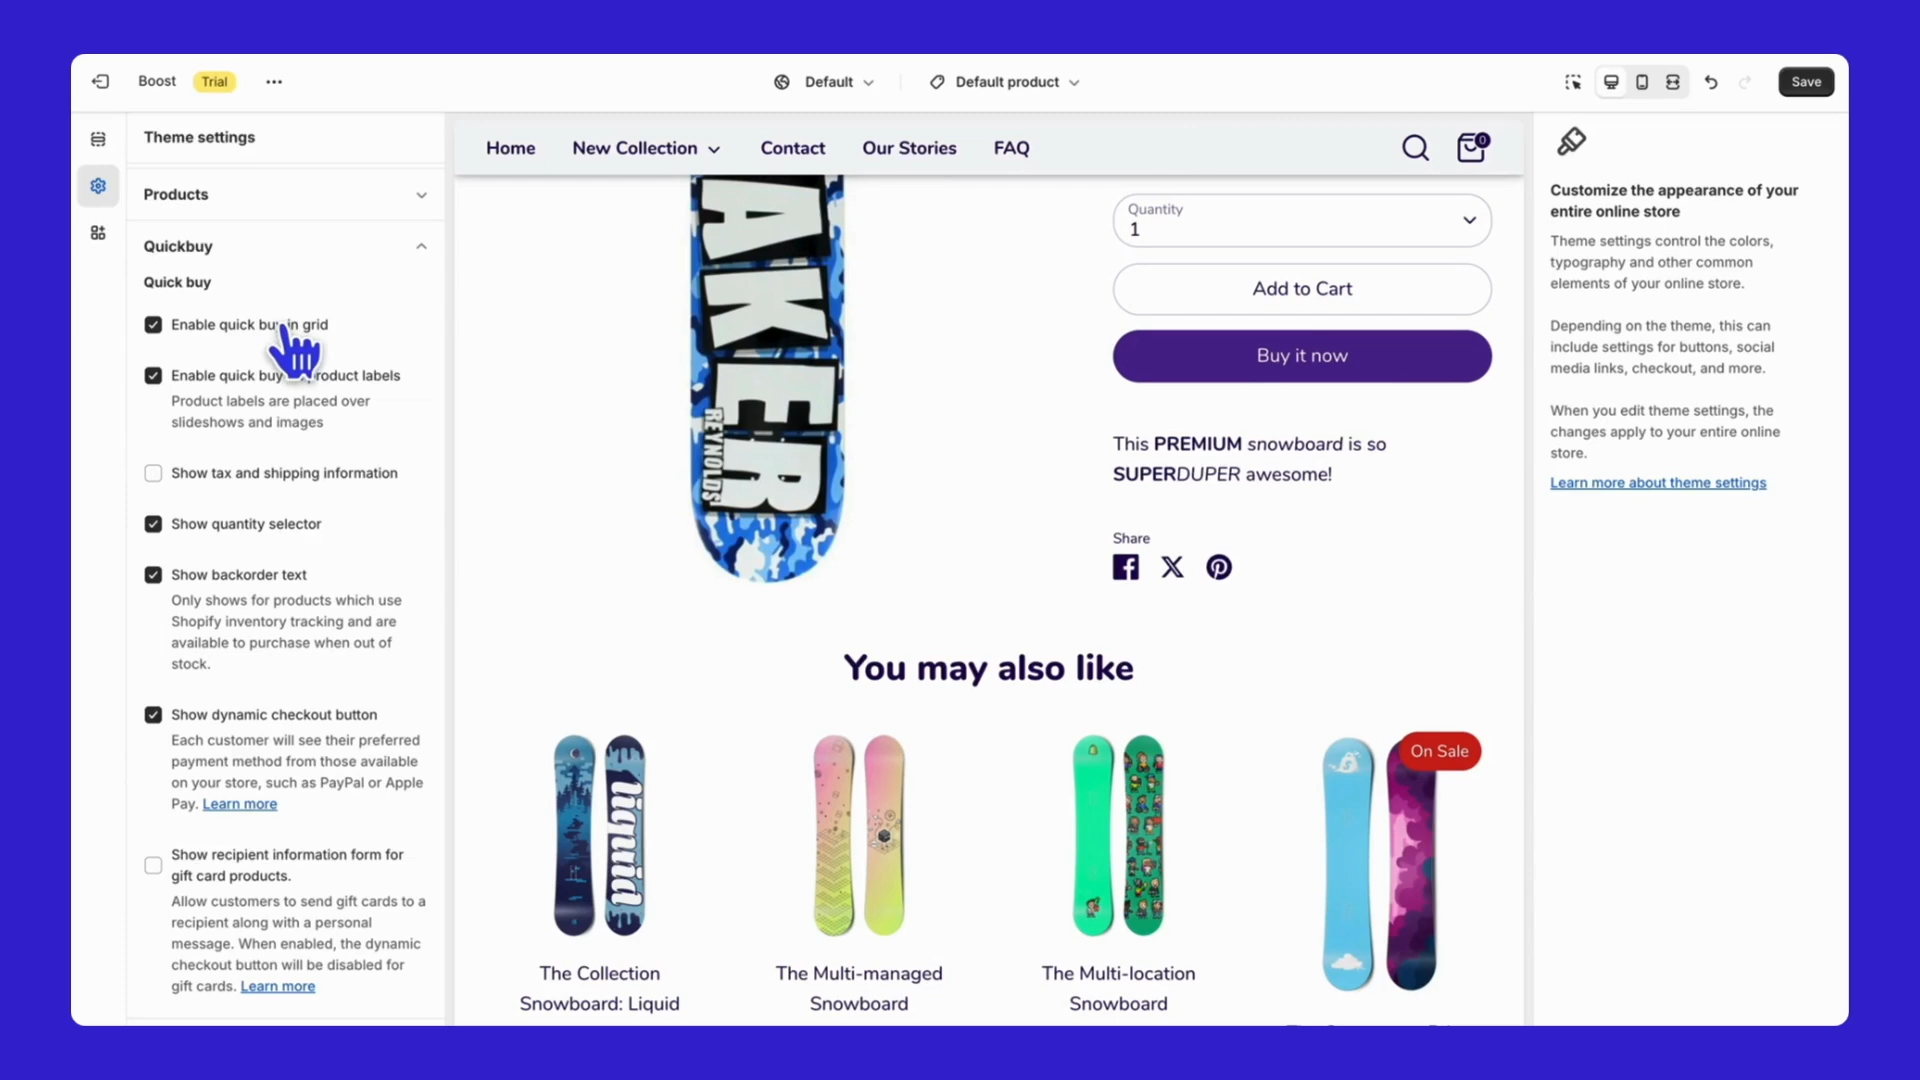 Boost Trial
Default
Default product
Save
Theme settings
Products
Quickbuy
Quick buy
Enable quick buy in grid
Enable quick buy product labels
Product labels are placed over
slideshows and images
Show tax and shipping information
Show quantity selector
Show backorder text
Only shows for products which use
Shopify inventory tracking and are
available to purchase when out of
stock.
Show dynamic checkout button
Each customer will see their preferred
payment method from those available
on your store, such as PayPal or Apple
Pay. Learn more
Show recipient information form for
gift card products.
Allow customers to send gift cards to a
recipient along with a personal
message. When enabled, the dynamic
checkout button will be disabled for
gift cards. Learn more
Home New Collection Contact Our Stories FAQ
0
AKER
REYNOLDS
Quantity
1
Add to Cart
Buy it now
This PREMIUM snowboard is so
SUPERDUPER awesome!
Share
You may also like
liquid
On Sale
The Collection
Snowboard: Liquid
The Multi-managed
Snowboard
The Multi-location
Snowboard
Customize the appearance of your
entire online store
Theme settings control the colors,
typography and other common
elements of your online store.
Depending on the theme, this can
include settings for buttons, social
media links, checkout, and more.
When you edit theme settings, the
changes apply to your entire online
store.
Learn more about theme settings